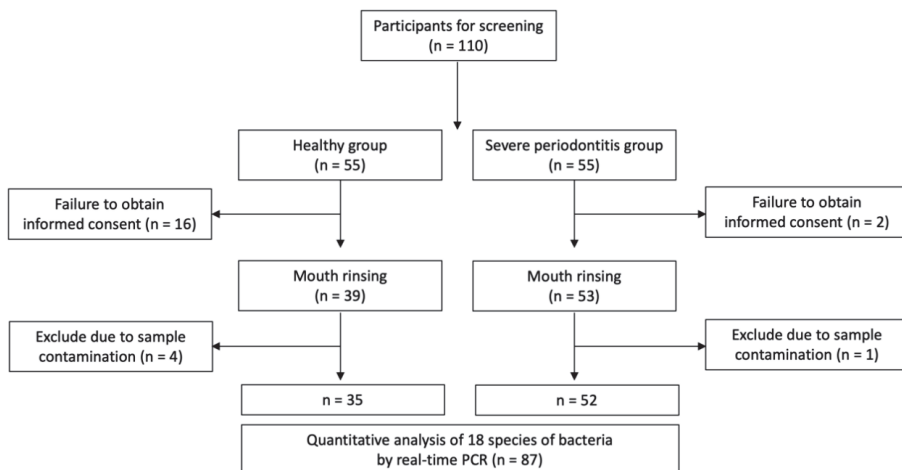 Participants for screening
(n = 110)
Healthy group
(n = 55)
Severe periodontitis group
(n = 55)
Failure to obtain
informed consent (n = 16)
Failure to obtain
informed consent (n = 2)
Mouth rinsing
(n = 39)
Mouth rinsing
(n = 53)
Exclude due to sample
contamination (n = 4)
Exclude due to sample
contamination (n = 1)
n = 35
n = 52
Quantitative analysis of 18 species of bacteria
by real-time PCR (n = 87)